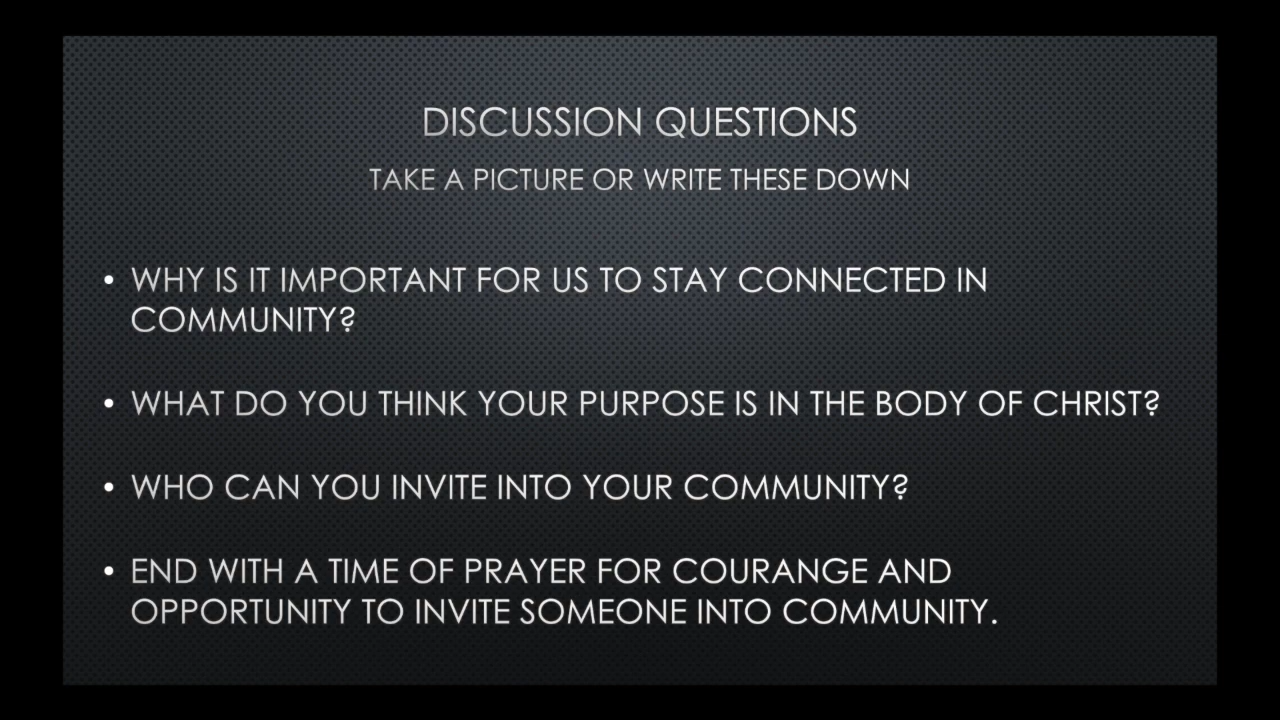 DISCUSSION QUESTIONS
TAKE A PICTURE OR WRITE THESE DOWN
• WHY IS IT IMPORTANT FOR US TO STAY CONNECTED IN
COMMUNITY?
• WHAT DO YOU THINK YOUR PURPOSE IS IN THE BODY OF CHRIST?
• WHO CAN YOU INVITE INTO YOUR COMMUNITY?
• END WITH A TIME OF PRAYER FOR COURANGE AND
OPPORTUNITY TO INVITE SOMEONE INTO COMMUNITY.